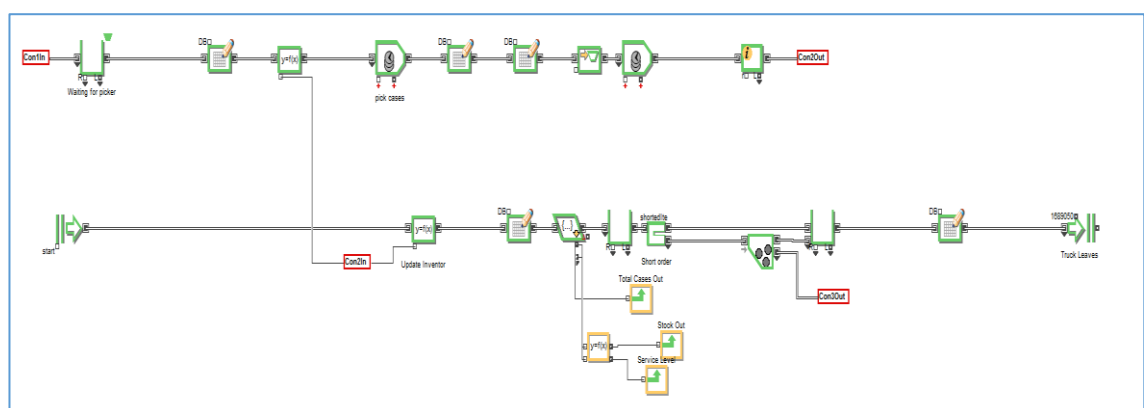 Con1In
R L
Waiting for picker
DB
y=f(x)
pick cases
DB
DB
i
Con2Out
start
Con2In
y=f(x)
Update Inventor
DB
{...}
R L
shortedite
Short order
R L
Con3Out
DB
1689050
Truck Leaves
Total Cases Out
y=f(x)
Stock Out
Service Level